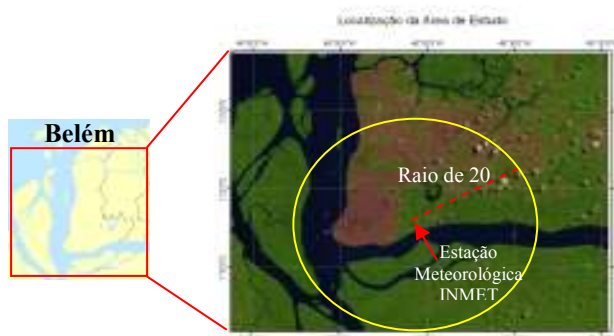 Localização da Área de Estudo
Belém
Raio de 20
Estação
Meteorológica
INMET